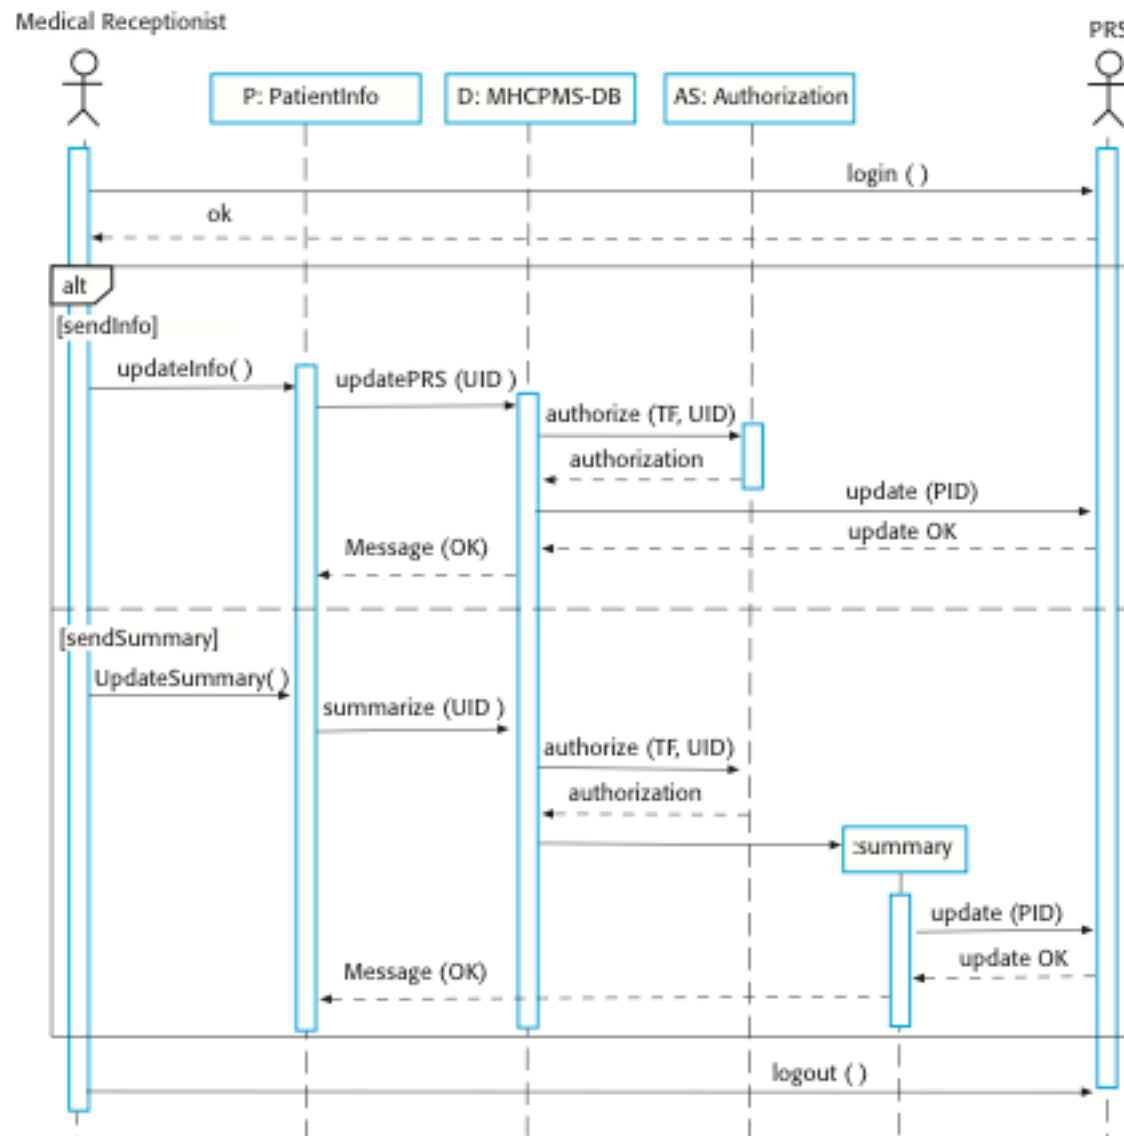 Medical Receptionist
PRS
P: PatientInfo
D: MHCPMS-DB
AS: Authorization
login ( )
ok
alt
[sendInfo]
updateInfo( )
updatePRS (UID )
authorize (TF, UID)
authorization
update (PID)
update OK
Message (OK)
[sendSummary]
UpdateSummary( )
summarize (UID )
authorize (TF, UID)
authorization
:summary
update (PID)
update OK
Message (OK)
logout ( )